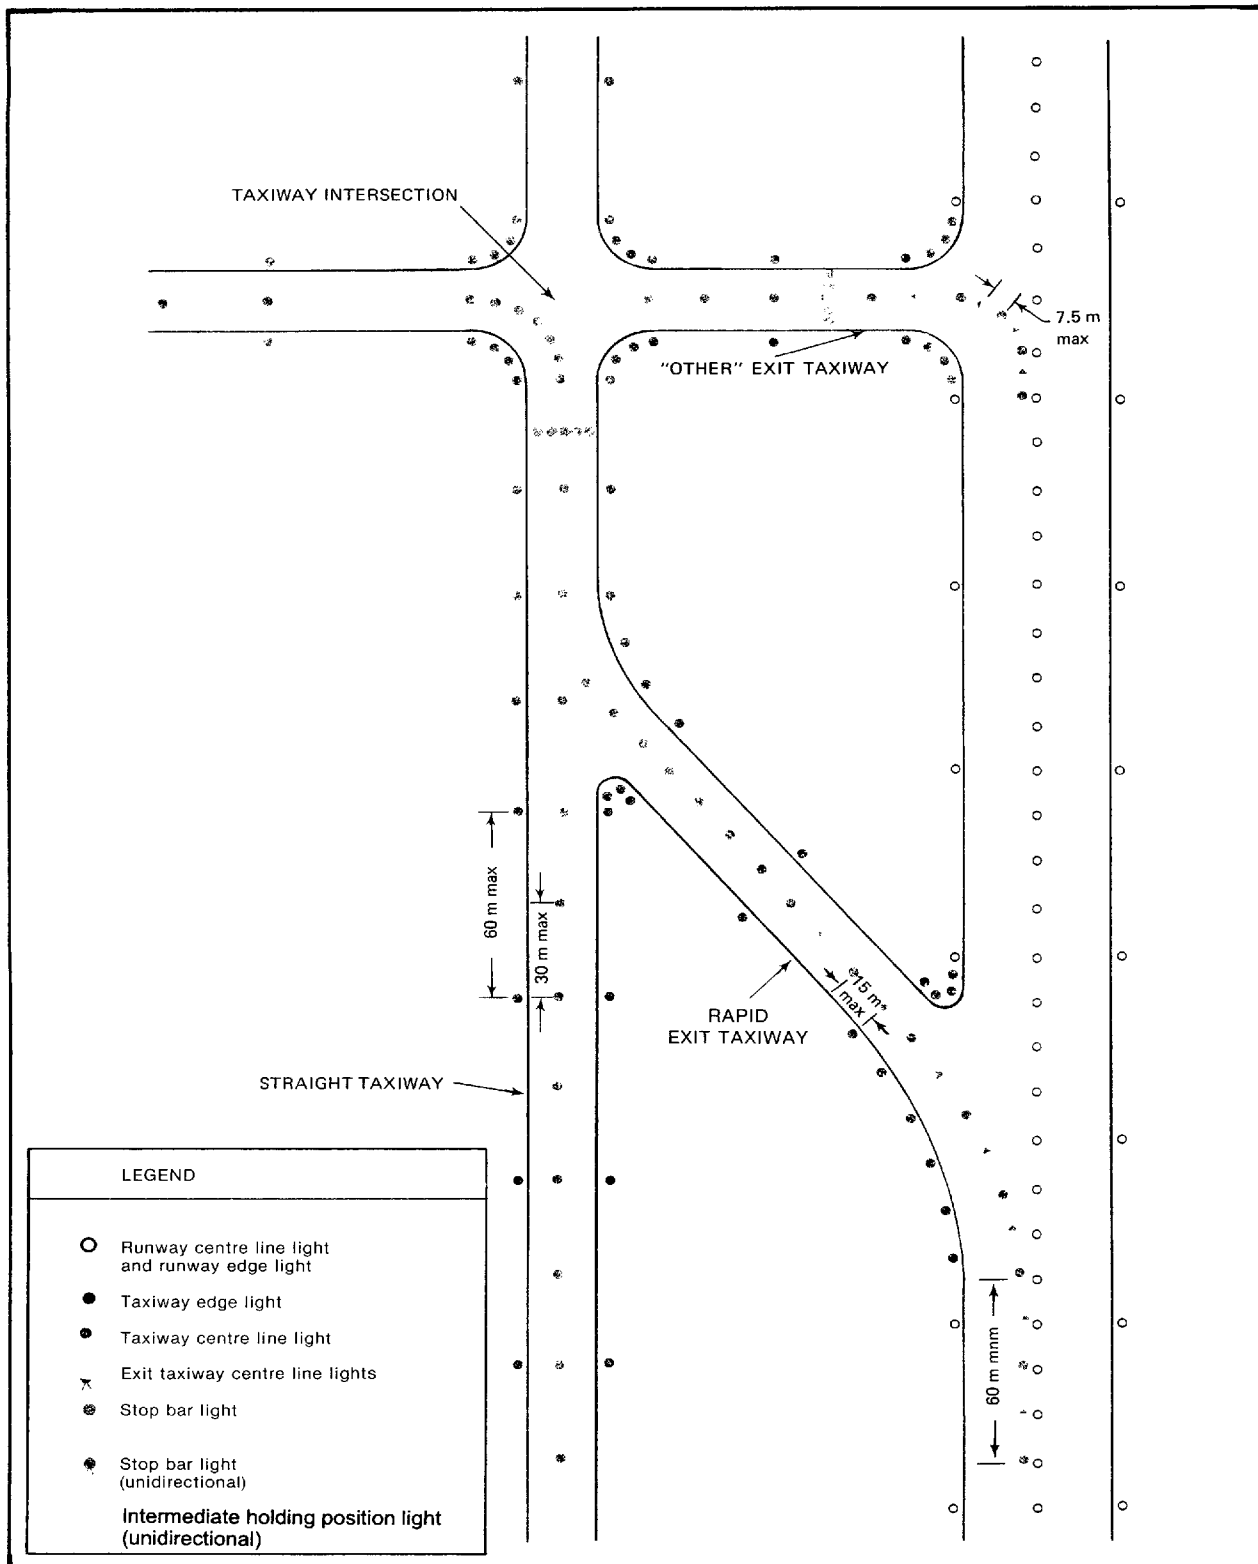 TAXIWAY INTERSECTION
7.5 m
max
"OTHER" EXIT TAXIWAY
60 m max
30 m max
15 m*
max
RAPID
EXIT TAXIWAY
STRAIGHT TAXIWAY
60 m mnm
LEGEND
Runway centre line light
and runway edge light
Taxiway edge light
Taxiway centre line light
Exit taxiway centre line lights
Stop bar light
Stop bar light
(unidirectional)
Intermediate holding position light
(unidirectional)